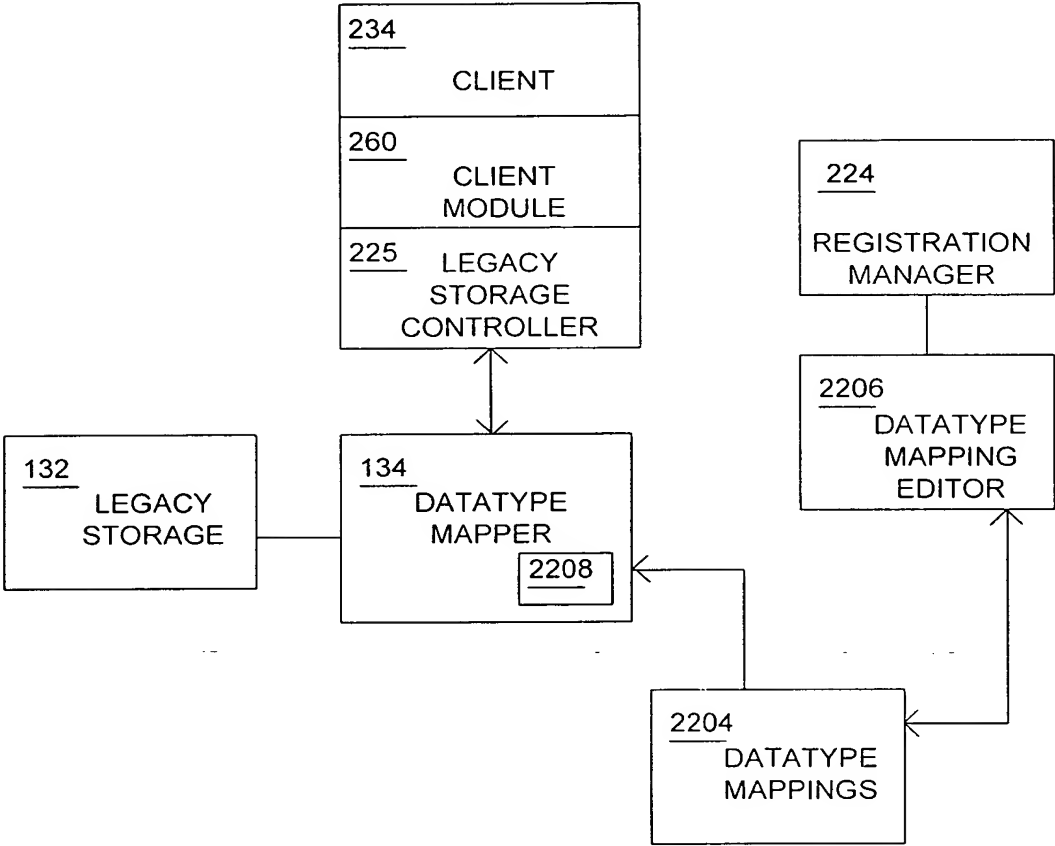 234
CLIENT
260
CLIENT
MODULE
225
LEGACY
STORAGE
CONTROLLER
224
REGISTRATION
MANAGER
2206
DATATYPE
MAPPING
EDITOR
132
LEGACY
STORAGE
134
DATATYPE
MAPPER
2208
2204
DATATYPE
MAPPINGS